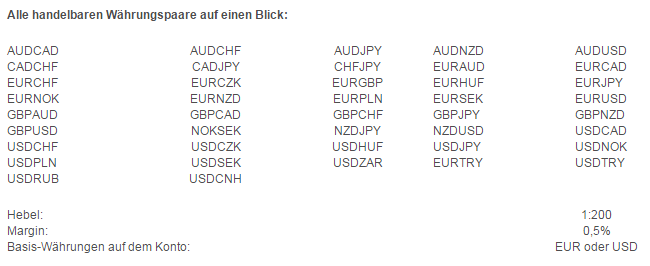 Alle handelbaren Währungspaare auf einen Blick:
AUDCAD AUDCHF AUDJPY AUDNZD AUDUSD
CADCHF CADJPY CHFJPY EURAUD EURCAD
EURCHF EURCZK EURGBP EURHUF EURJPY
EURNOK EURNZD EURPLN EURSEK EURUSD
GBPAUD GBPCAD GBPCHF GBPJPY GBPNZD
GBPUSD NOKSEK NZDJPY NZDUSD USDCAD
USDCHF USDCZK USDHUF USDJPY USDNOK
USDPLN USDSEK USDZAR EURTRY USDTRY
USDRUB USDCNH
Hebel: 1:200
Margin: 0,5%
Basis-Währungen auf dem Konto: EUR oder USD